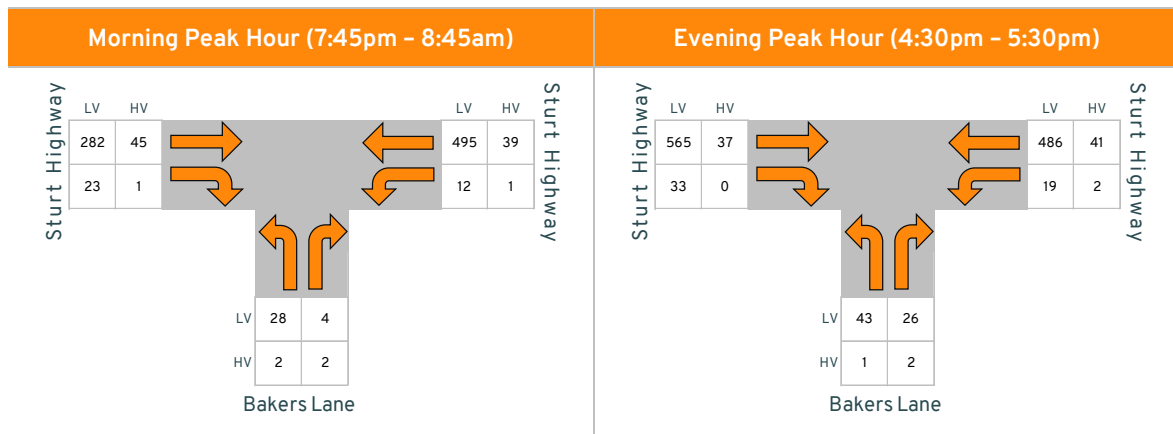 Morning Peak Hour (7:45pm – 8:45am)
Sturt Highway
LV HV
282 45
23 1
LV HV
495 39
12 1
Sturt Highway
LV 28 4
HV 2 2
Bakers Lane
Evening Peak Hour (4:30pm – 5:30pm)
Sturt Highway
LV HV
565 37
33 0
LV HV
486 41
19 2
Sturt Highway
LV 43 26
HV 1 2
Bakers Lane